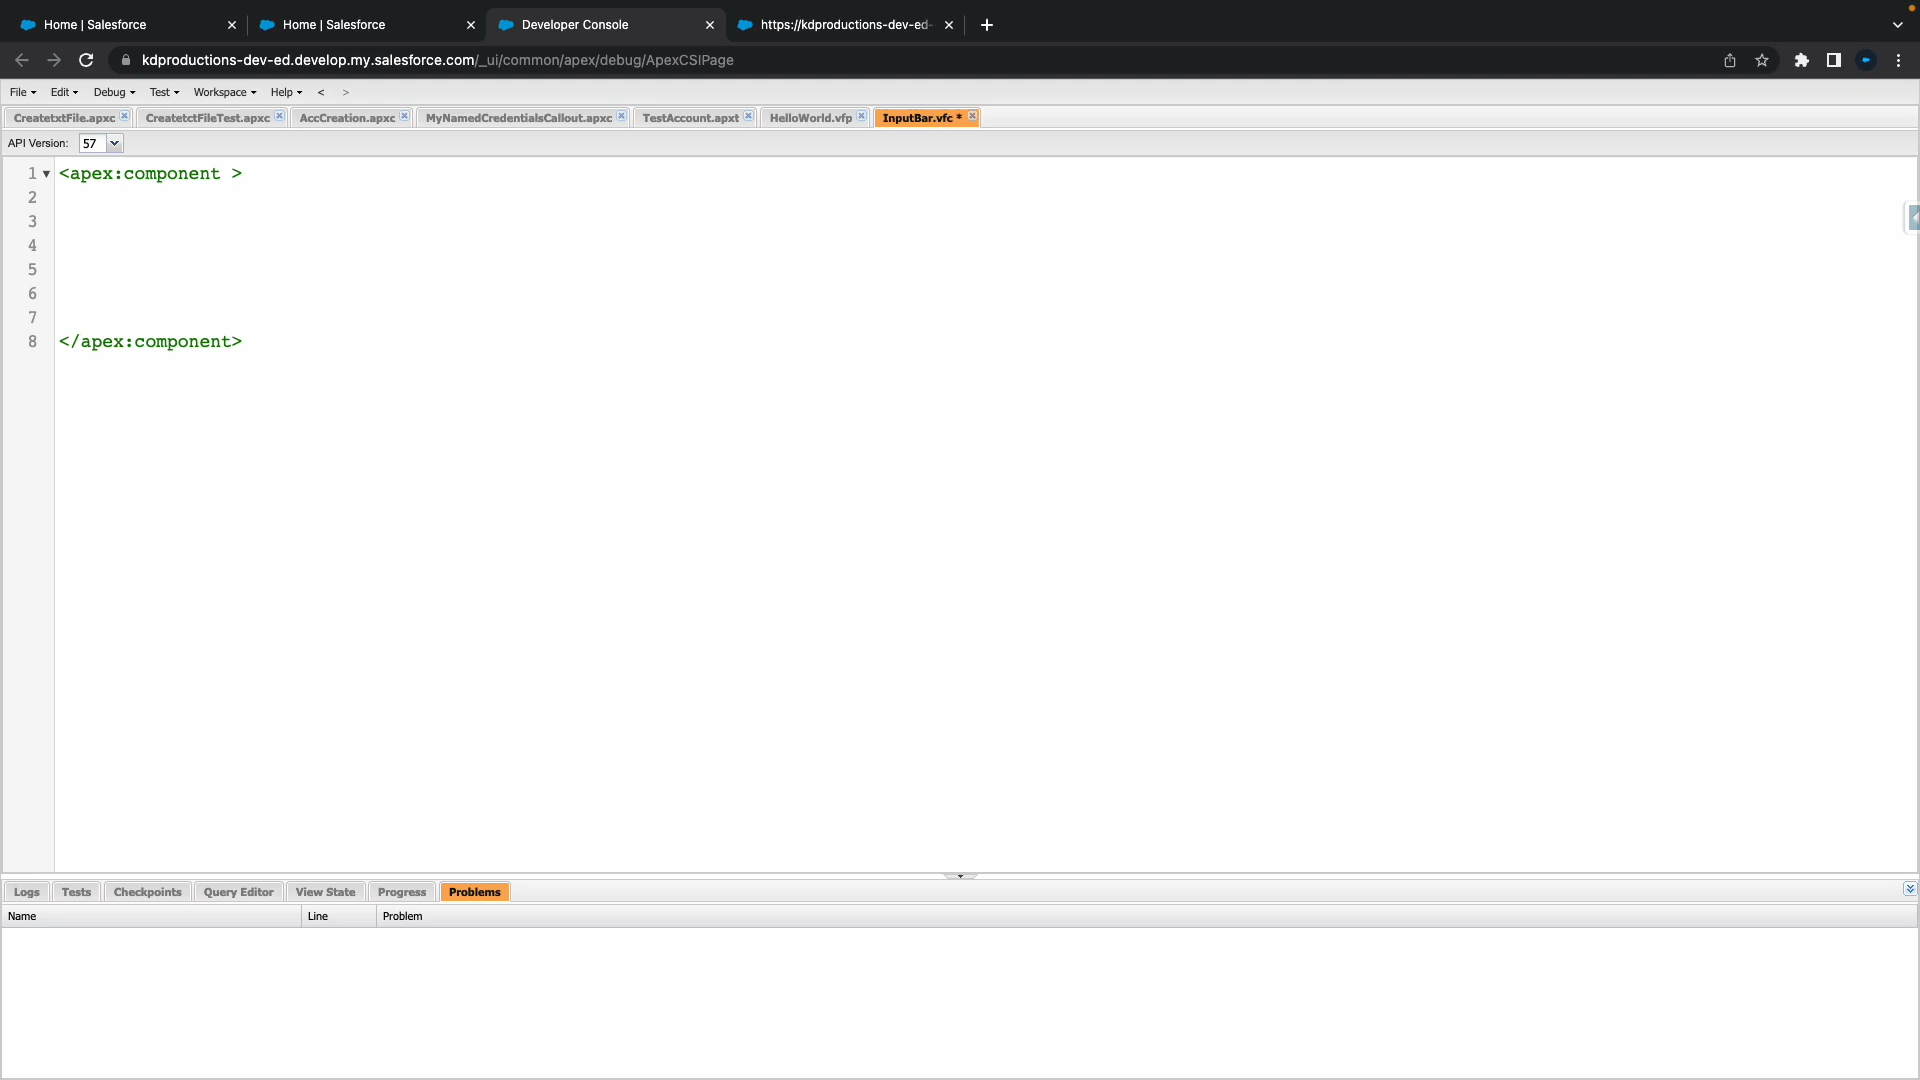 Home | Salesforce
Home | Salesforce
Developer Console
https://kdproductions-dev-ed-
kdproductions-dev-ed.develop.my.salesforce.com/_ui/common/apex/debug/ApexCSIPage
File Edit Debug Test Workspace Help < >
CreatetxtFile.apxc CreatetctFileTest.apxc AccCreation.apxc MyNamedCredentialsCallout.apxc TestAccount.apxt HelloWorld.vfp InputBar.vfc *
API Version: 57
1 <apex:component >
2
3
4
5
6
7
8 </apex:component>
Logs Tests Checkpoints Query Editor View State Progress Problems
Name Line Problem